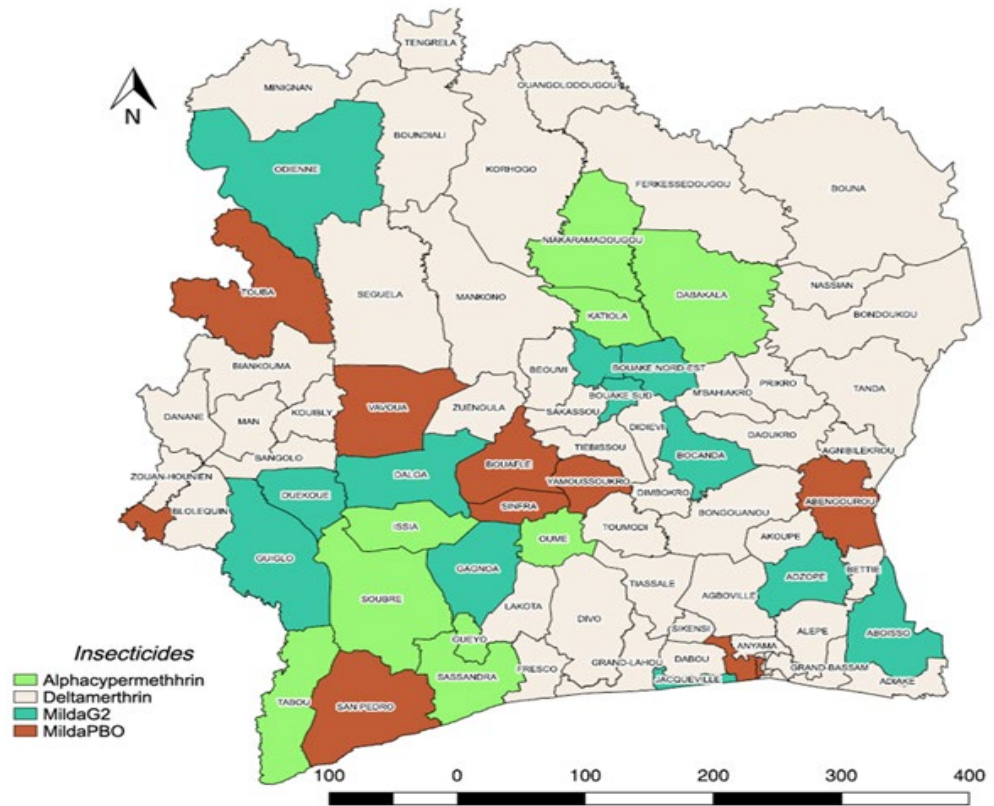 TENGRELA
MINIGNAN
OUANGOLODOUGOU
N
BOUNDIALI
ODIENNE
KORHOGO
FERKESSEDOUGOU
BOUNA
NIAKARAMADOUGOU
TOUBA
SEGUELA
MANKONO
DABAKALA
NASSIAN
BONDOUKOU
KATIOLA
BIANKOUMA
BEOUMI
BOUAKE NORD-EST
PRIKRO
TANDA
DANANE
MAN
KOUIBLY
VAVOUA
ZUENOULA
SAKASSOU
BOUAKE SUD
M'BAHIAKRO
DIDIEVI
DAOUKRO
TIEBISSOU
BANGOLO
AGNIBILEKROU
ZOUAN-HOUNIEN
DALOA
BOUAFLE
BOCANDA
YAMOUSSOUKRO
DIMBOKRO
ABENGOUROU
DUEKOUE
BLOLEQUIN
SINFRA
BONGOUANOU
ISSIA
OUME
TOUMODI
AKOUPE
GUIGLO
GAGNOA
ADZOPE
BETTIE
SOUBRE
LAKOTA
DIVO
TIASSALE
AGBOVILLE
GUEYO
SIKENSI
ALEPE
ABOISSO
Insecticides
FRESCO
GRAND-LAHOU
DABOU
ANYAMA
GRAND-BASSAM
Alphacypermethhrin
SASSANDRA
JACQUEVILLE
ADIAKE
Deltamerthrin
TABOU
SAN PEDRO
MildaG2
MildaPBO
100 0 100 200 300 400